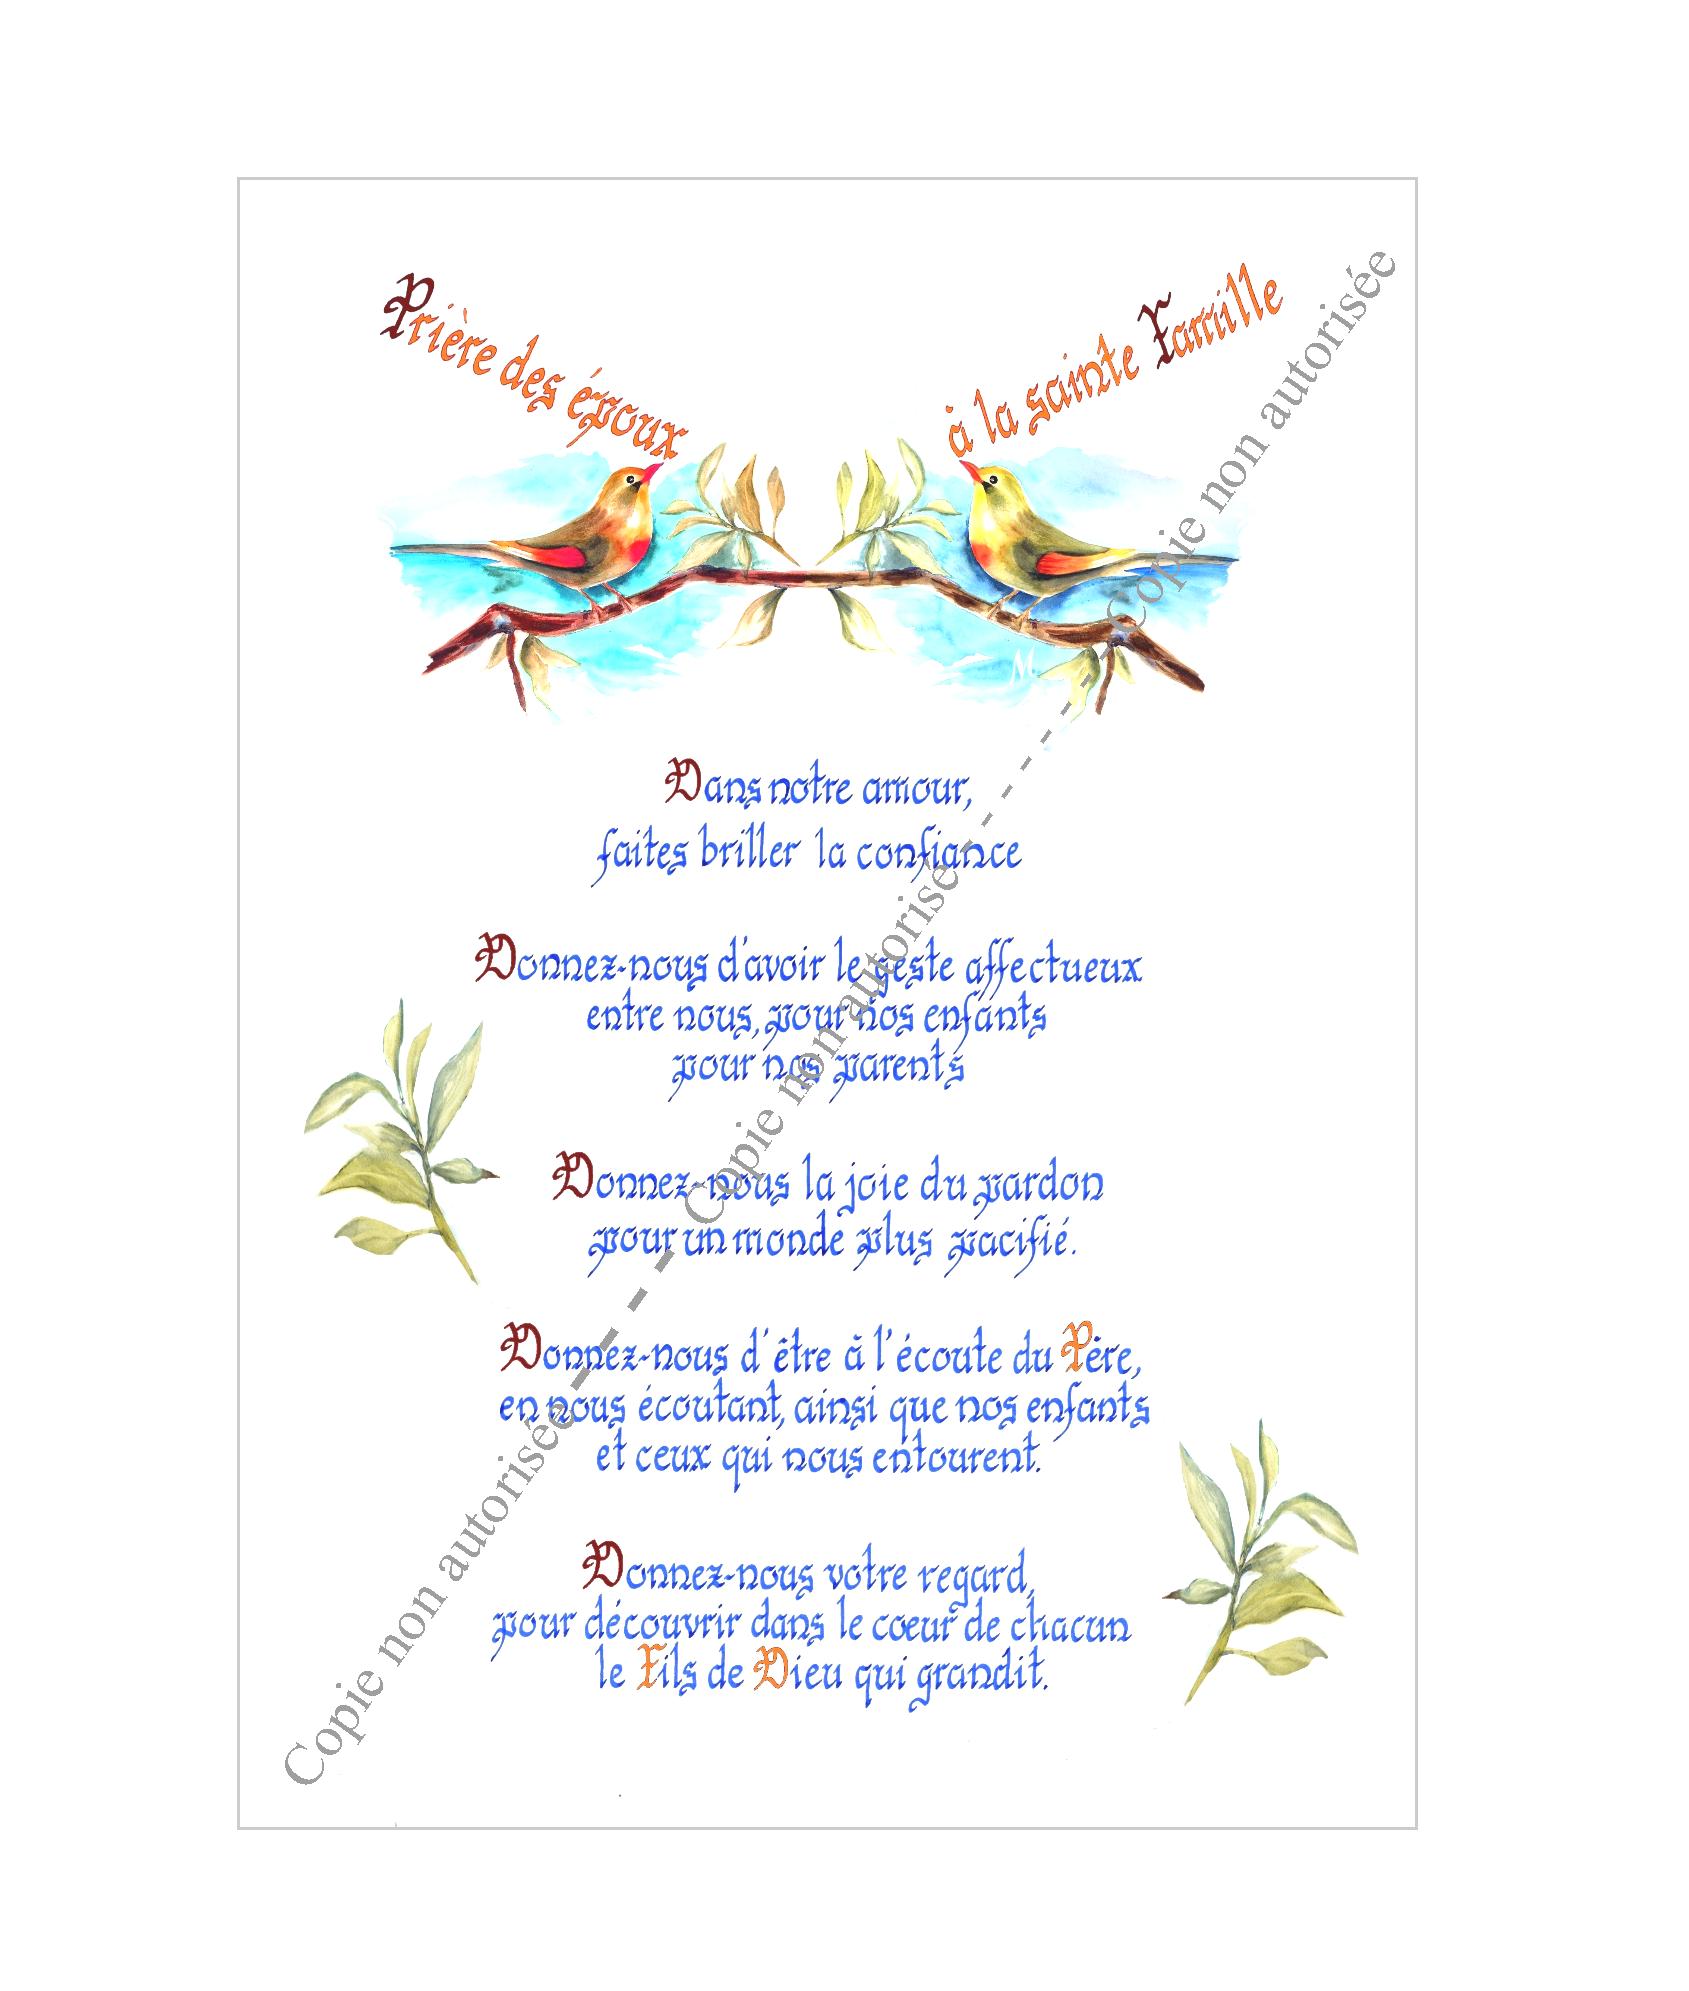 Prière des époux
à la sainte Famille
Dans notre amour,
faites briller la confiance
Donnez-nous d'avoir le geste affectueux
entre nous, pour nos enfants
pour nos parents
Donnez-nous la joie du pardon
pour un monde plus pacifié.
Donnez-nous d'être à l'écoute du Père,
en nous écoutant, ainsi que nos enfants
et ceux qui nous entourent.
Donnez-nous votre regard,
pour découvrir dans le coeur de chacun
le Fils de Dieu qui grandit.
M
Copie non autorisée - - - - - Copie non autorisée - - - - - - - - - - Copie non autorisée